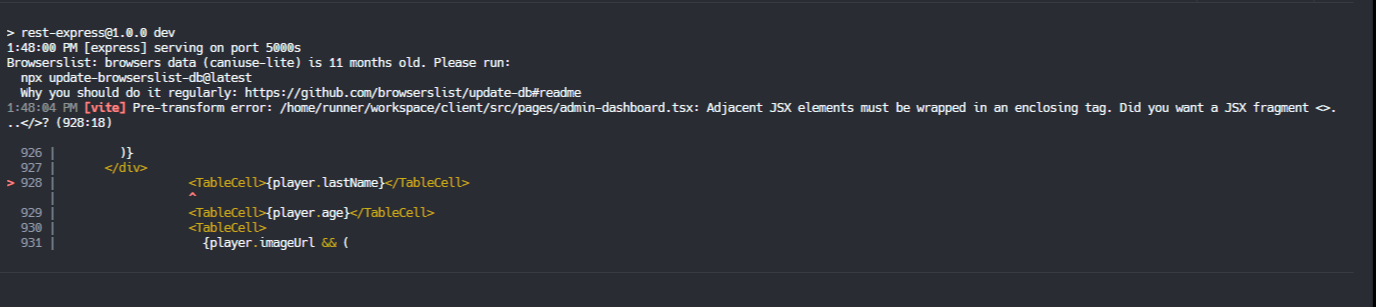 > rest-express@1.0.0 dev
1:48:00 PM [express] serving on port 5000s
Browserslist: browsers data (caniuse-lite) is 11 months old. Please run:
  npx update-browserslist-db@latest
  Why you should do it regularly: https://github.com/browserslist/update-db#readme
1:48:04 PM [vite] Pre-transform error: /home/runner/workspace/client/src/pages/admin-dashboard.tsx: Adjacent JSX elements must be wrapped in an enclosing tag. Did you want a JSX fragment <>.
..</>? (928:18)
  926 |         )}
  927 |       </div>
> 928 |                   <TableCell>{player.lastName}</TableCell>
      |                   ^
  929 |                   <TableCell>{player.age}</TableCell>
  930 |                   <TableCell>
  931 |                     {player.imageUrl && (